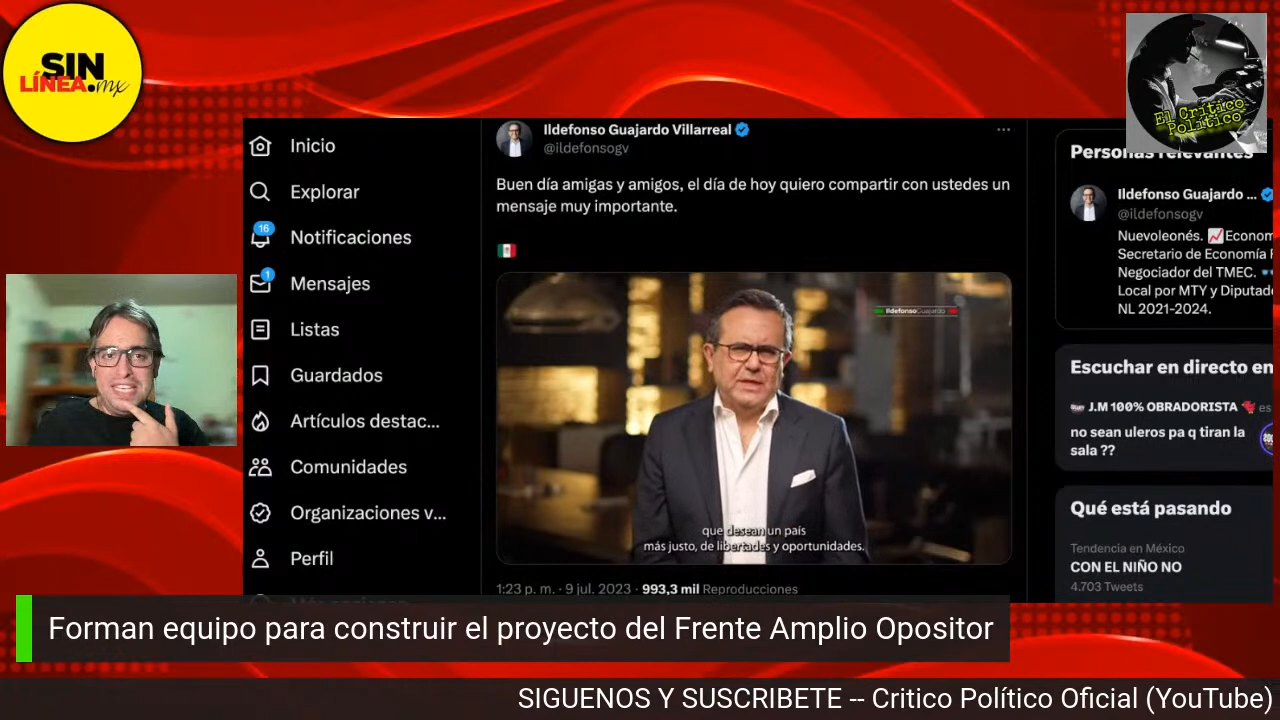 SIN
LÍNEA.mx
El Crítico
Político
Inicio
Explorar
16
Notificaciones
1
Mensajes
Listas
Guardados
Artículos destac...
Comunidades
Organizaciones v...
Perfil
Ildefonso Guajardo Villarreal
@ildefonsogv
Buen día amigas y amigos, el día de hoy quiero compartir con ustedes un
mensaje muy importante.
IldefonsoGuajardo
que desean un país
más justo, de libertades y oportunidades.
1:23 p. m. · 9 jul. 2023 · 993,3 mil Reproducciones
Personas relevantes
Ildefonso Guajardo ...
@ildefonsogv
Nuevoleonés. 📈Econom
Secretario de Economía
Negociador del TMEC.
Local por MTY y Diputad
NL 2021-2024.
Escuchar en directo en
J.M 100% OBRADORISTA es
no sean uleros pa q tiran la
sala ??
Qué está pasando
Tendencia en México
CON EL NIÑO NO
4.703 Tweets
Forman equipo para construir el proyecto del Frente Amplio Opositor
SIGUENOS Y SUSCRIBETE -- Critico Político Oficial (YouTube)